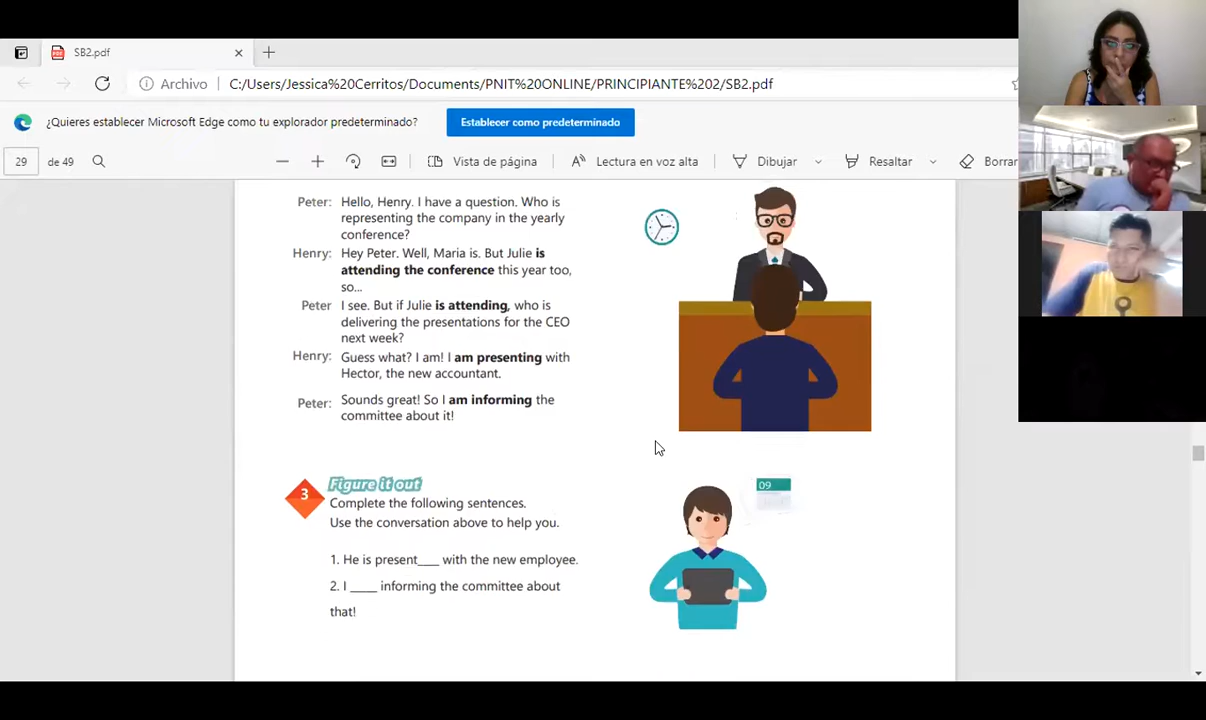 SB2.pdf
Archivo
C:/Users/Jessica%20Cerritos/Documents/PNIT%20ONLINE/PRINCIPIANTE%202/SB2.pdf
¿Quieres establecer Microsoft Edge como tu explorador predeterminado?
Establecer como predeterminado
29
de 49
Vista de página
Lectura en voz alta
Dibujar
Resaltar
Borrar
Peter: Hello, Henry. I have a question. Who is
representing the company in the yearly
conference?
Henry: Hey Peter. Well, Maria is. But Julie is
attending the conference this year too,
so...
Peter I see. But if Julie is attending, who is
delivering the presentations for the CEO
next week?
Henry: Guess what? I am! I am presenting with
Hector, the new accountant.
Peter: Sounds great! So I am informing the
committee about it!
3
Figure it out
Complete the following sentences.
Use the conversation above to help you.
1. He is present___ with the new employee.
2. I ____ informing the committee about
that!
09